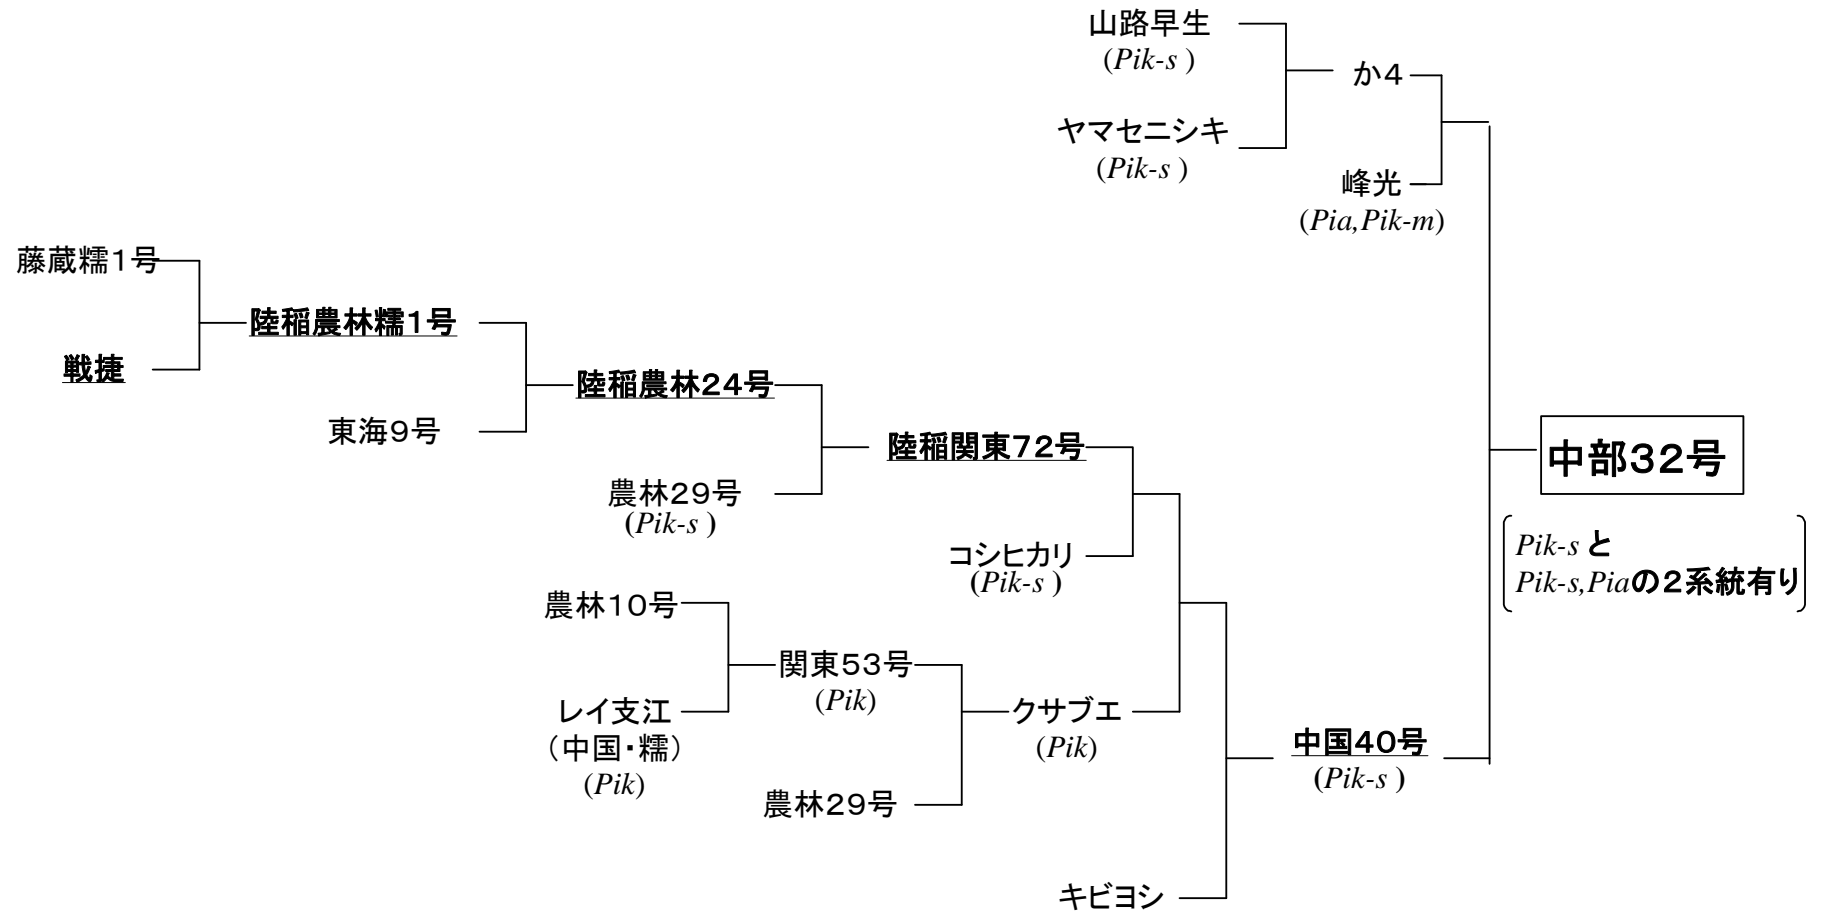 山路早生
(Pik-s )
か４
ヤマセニシキ
(Pik-s )
峰光
(Pia,Pik-m)
藤蔵糯１号
陸稲農林糯１号
戦捷
陸稲農林２４号
東海９号
陸稲関東７２号
中部３２号
農林２９号
(Pik-s )
Pik-s と
Pik-s,Piaの２系統有り
コシヒカリ
(Pik-s )
農林１０号
関東５３号
(Pik)
レイ支江
（中国・糯）
(Pik)
クサブエ
(Pik)
中国４０号
(Pik-s )
農林２９号
キビヨシ